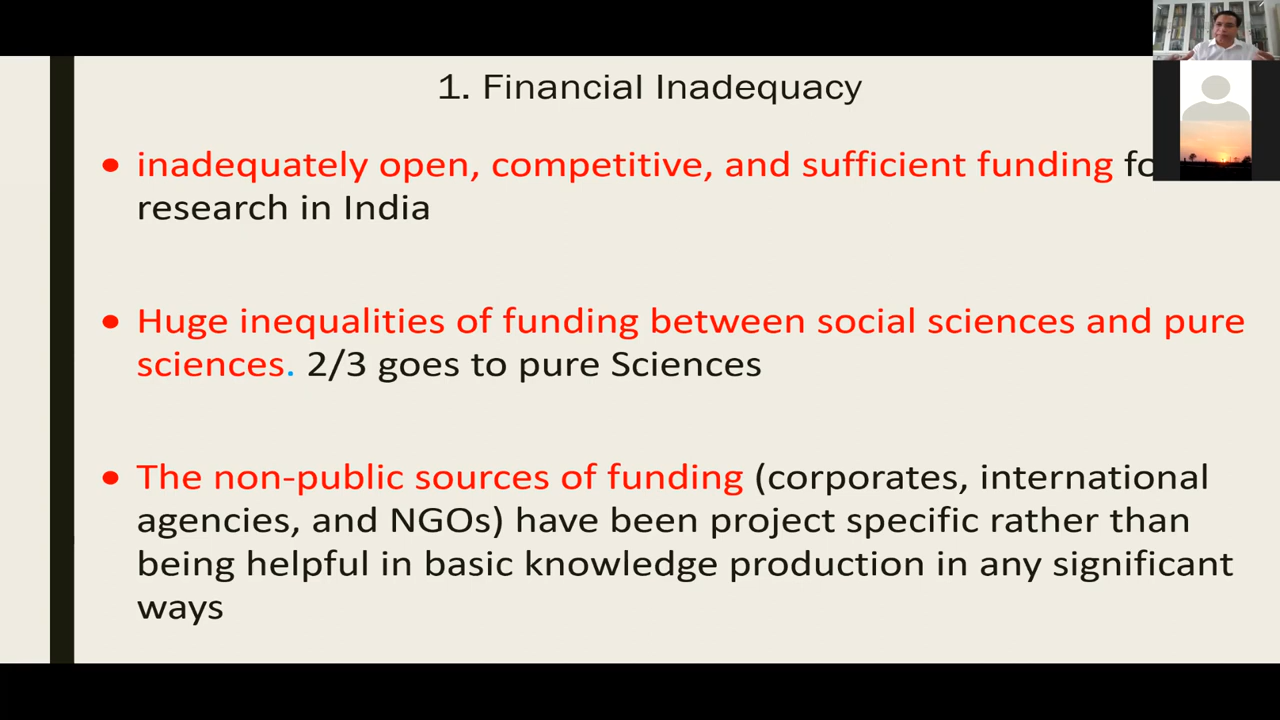 1. Financial Inadequacy
• inadequately open, competitive, and sufficient funding fo
research in India
• Huge inequalities of funding between social sciences and pure
sciences. 2/3 goes to pure Sciences
• The non-public sources of funding (corporates, international
agencies, and NGOs) have been project specific rather than
being helpful in basic knowledge production in any significant
ways